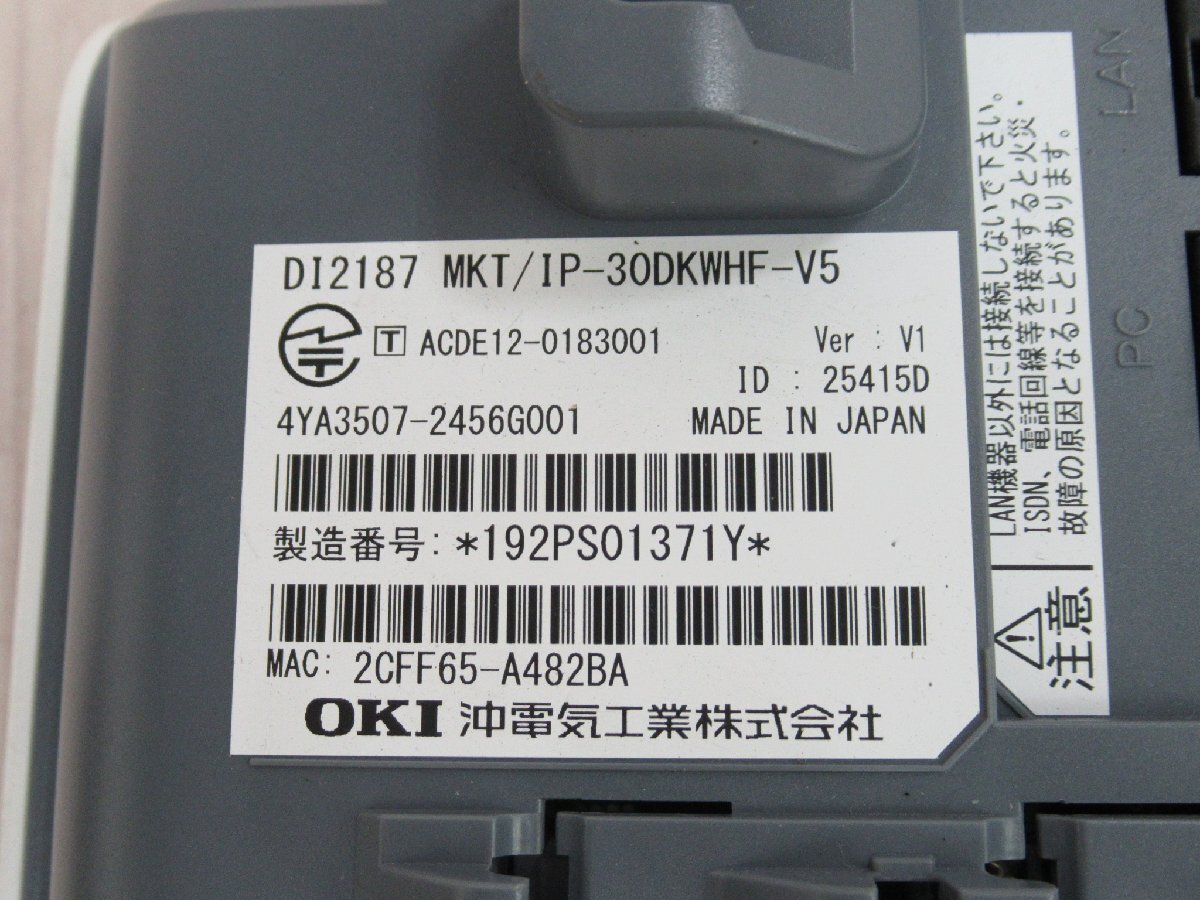 DI2187 MKT/IP-30DKWHF-V5
T ACDE12-0183001 Ver : V1
ID : 25415D
4YA3507-2456G001 MADE IN JAPAN
製造番号: *192PS01371Y*
MAC: 2CFF65-A482BA
OKI 沖電気工業株式会社
注意
LAN機器以外には接続しないで下さい。
ISDN、電話回線等を接続すると火災・
故障の原因となることがあります。
LAN
PC